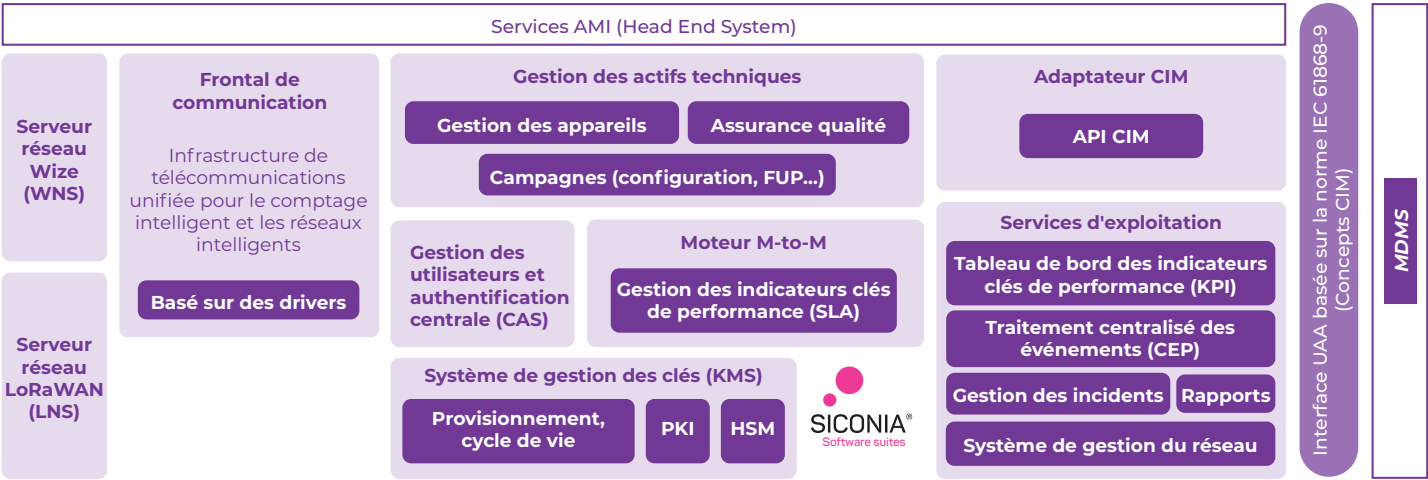 Services AMI (Head End System)
Serveur
réseau
Wize
(WNS)
Serveur
réseau
LoRaWAN
(LNS)
Frontal de
communication
Infrastructure de
télécommunications
unifiée pour le comptage
intelligent et les réseaux
intelligents
Basé sur des drivers
Gestion des actifs techniques
Gestion des appareils
Assurance qualité
Campagnes (configuration, FUP...)
Gestion des
utilisateurs et
authentification
centrale (CAS)
Moteur M-to-M
Gestion des indicateurs clés
de performance (SLA)
Système de gestion des clés (KMS)
Provisionnement,
cycle de vie
PKI
HSM
SICONIA®
Software suites
Adaptateur CIM
API CIM
Services d'exploitation
Tableau de bord des indicateurs
clés de performance (KPI)
Traitement centralisé des
événements (CEP)
Gestion des incidents
Rapports
Système de gestion du réseau
Interface UAA basée sur la norme IEC 61868-9
(Concepts CIM)
MDMS